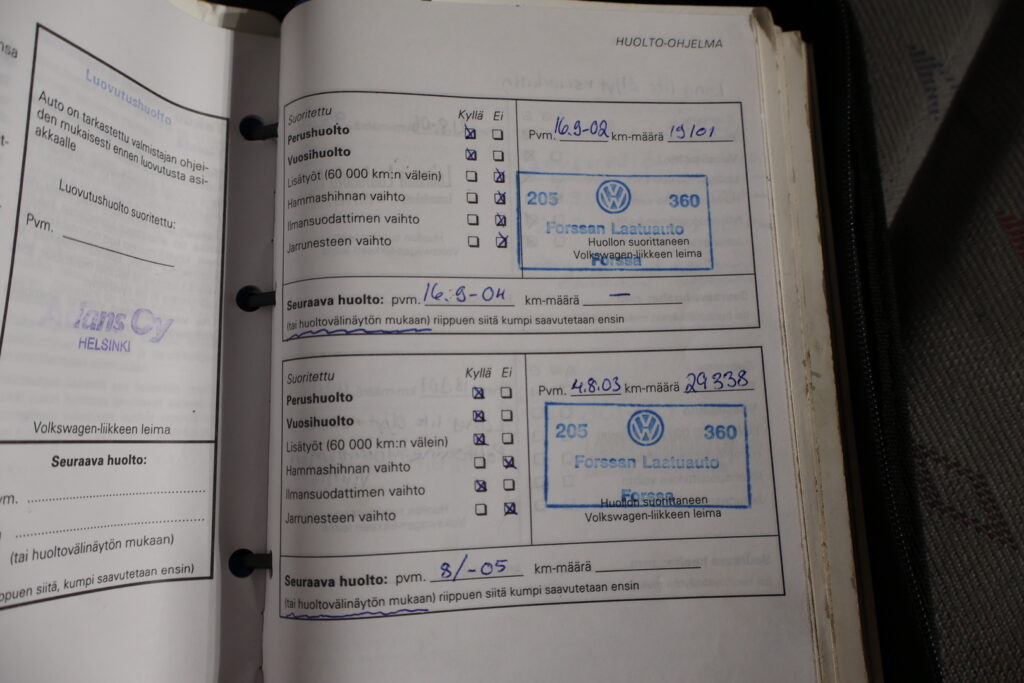 Luovutushuolto
Auto on tarkastettu valmistajan ohjei-
den mukaisesti ennen luovutusta asi-
akkaalle
Luovutushuolto suoritettu:
Pvm.
HELSINKI
Volkswagen-liikkeen leima
Seuraava huolto:
(tai huoltovälinäytön mukaan)
siitä, kumpi saavutetaan ensin)
HUOLTO-OHJELMA
Suoritettu Kyllä Ei
Perushuolto
Vuosihuolto
Lisätyöt (60 000 km:n välein)
Hammashihnan vaihto
Ilmansuodattimen vaihto
Jarrunesteen vaihto
Pvm. 16.9-02 km-määrä 19101
205 360
Forssan Laatuauto
Huollon suorittaneen
Volkswagen-liikkeen leima
Forssa
Seuraava huolto: pvm. 16.9-04 km-määrä —
(tai huoltovälinäytön mukaan) riippuen siitä kumpi saavutetaan ensin
Suoritettu Kyllä Ei
Perushuolto
Vuosihuolto
Lisätyöt (60 000 km:n välein)
Hammashihnan vaihto
Ilmansuodattimen vaihto
Jarrunesteen vaihto
Pvm. 4.8.03 km-määrä 29338
205 360
Forssan Laatuauto
Forssa
Huollon suorittaneen
Volkswagen-liikkeen leima
Seuraava huolto: pvm. 8/-05 km-määrä
(tai huoltovälinäytön mukaan) riippuen siitä kumpi saavutetaan ensin